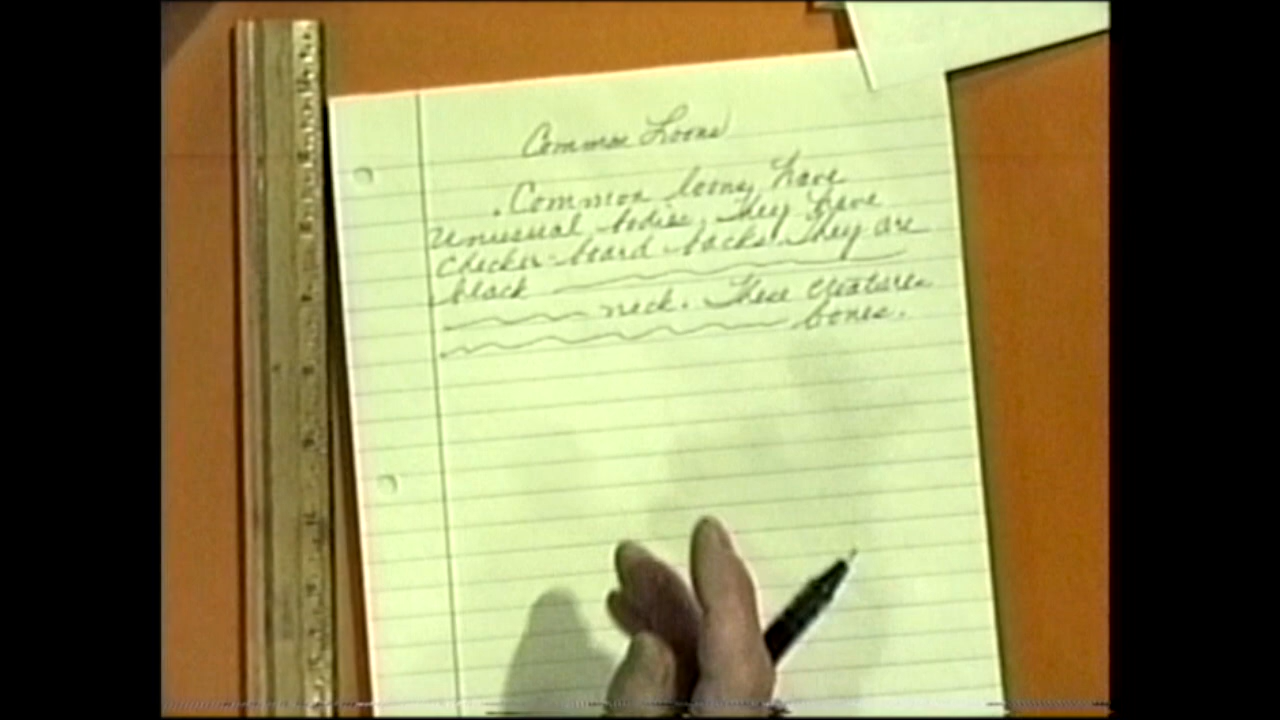 Common Loons
Common loons have
unusual bodies. They have
checker-board backs. They are
black
neck. These creatures
bones.